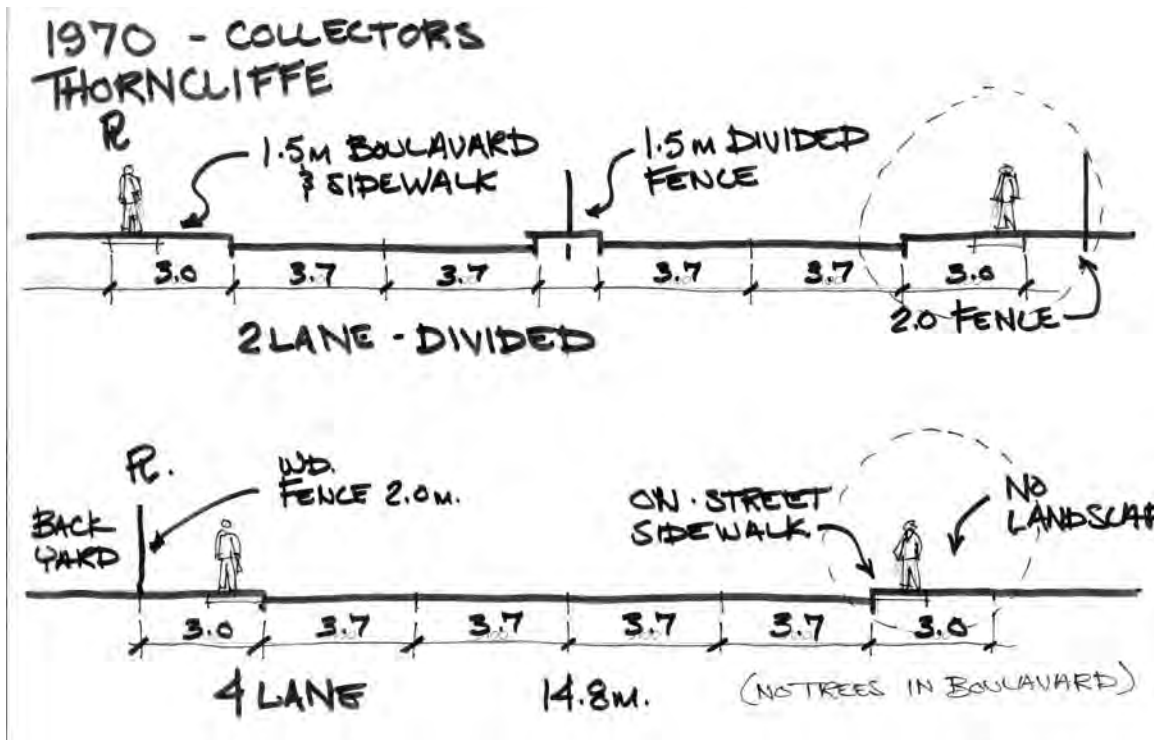 1970 - COLLECTORS
THORNCLIFFE
PL
1.5M BOULAVARD
& SIDEWALK
1.5M DIVIDED
FENCE
3.0 3.7 3.7 3.7 3.7 3.0
2 LANE - DIVIDED
2.0 FENCE
PL.
WD.
FENCE 2.0M.
BACK
YARD
ON-STREET
SIDEWALK
NO
LANDSCAP
3.0 3.7 3.7 3.7 3.7 3.0
4 LANE
14.8M.
(NO TREES IN BOULAVARD)